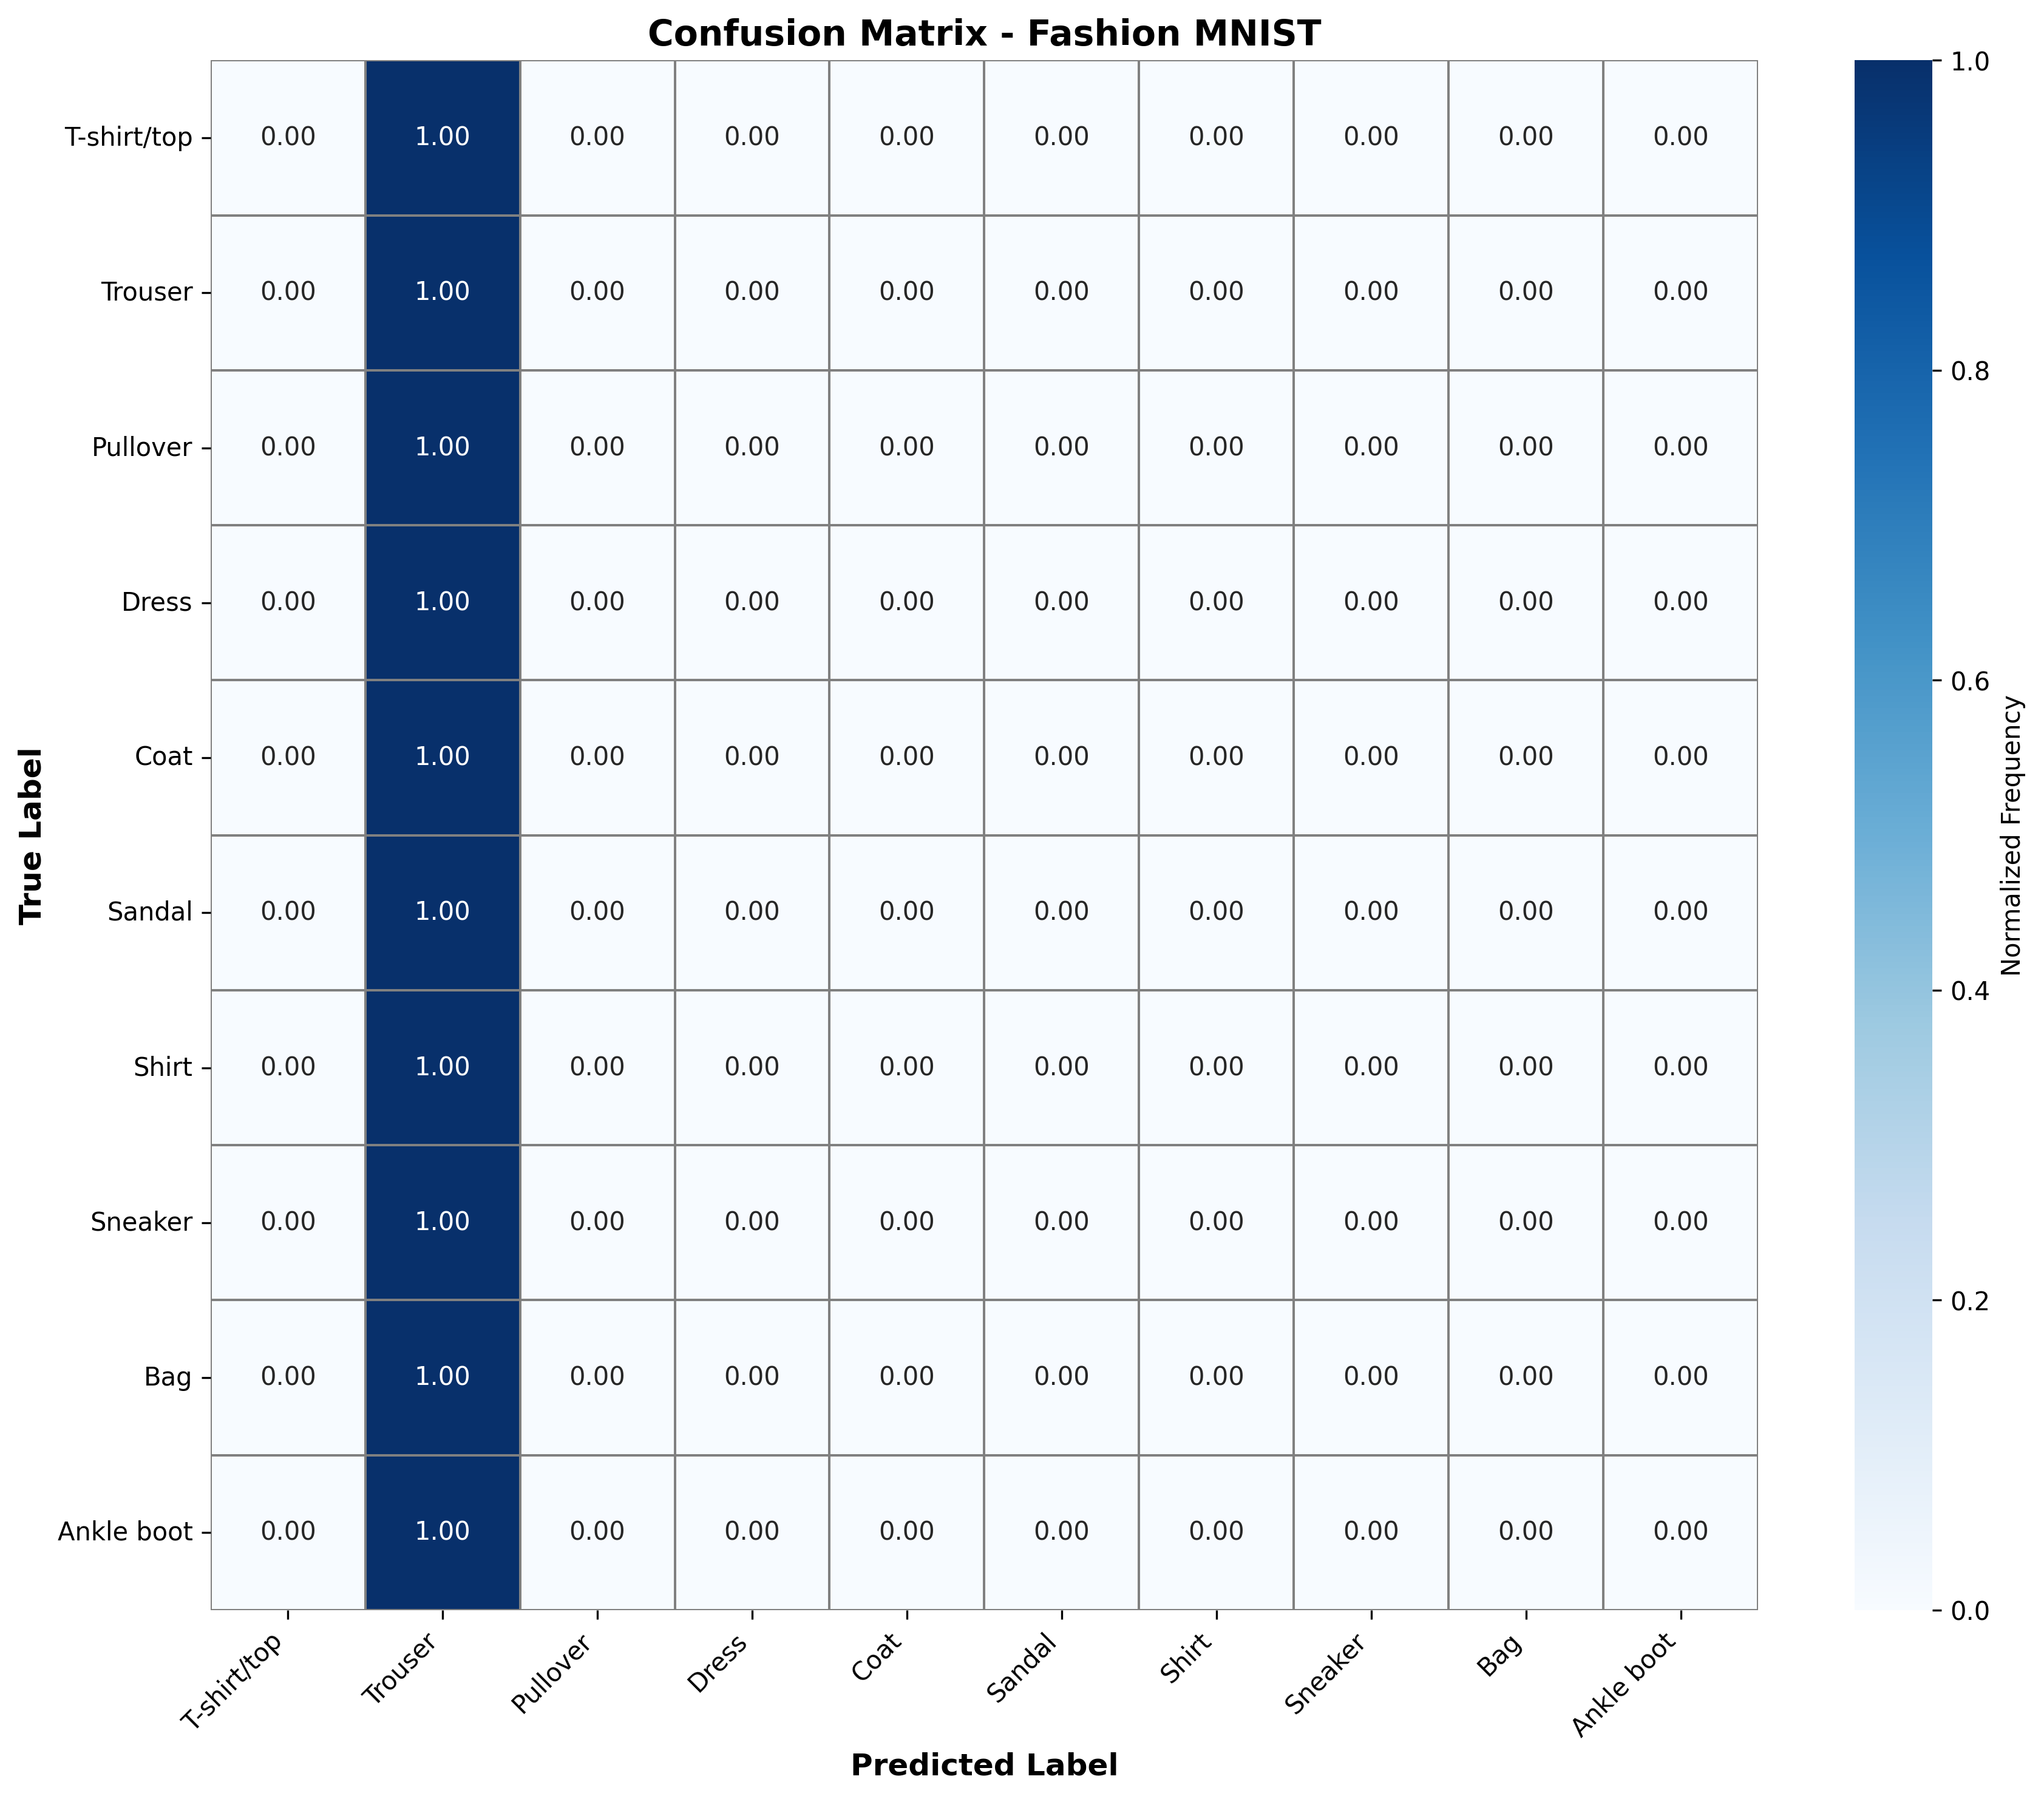 Confusion Matrix - Fashion MNIST
True Label
T-shirt/top 0.00 1.00 0.00 0.00 0.00 0.00 0.00 0.00 0.00 0.00
Trouser 0.00 1.00 0.00 0.00 0.00 0.00 0.00 0.00 0.00 0.00
Pullover 0.00 1.00 0.00 0.00 0.00 0.00 0.00 0.00 0.00 0.00
Dress 0.00 1.00 0.00 0.00 0.00 0.00 0.00 0.00 0.00 0.00
Coat 0.00 1.00 0.00 0.00 0.00 0.00 0.00 0.00 0.00 0.00
Sandal 0.00 1.00 0.00 0.00 0.00 0.00 0.00 0.00 0.00 0.00
Shirt 0.00 1.00 0.00 0.00 0.00 0.00 0.00 0.00 0.00 0.00
Sneaker 0.00 1.00 0.00 0.00 0.00 0.00 0.00 0.00 0.00 0.00
Bag 0.00 1.00 0.00 0.00 0.00 0.00 0.00 0.00 0.00 0.00
Ankle boot 0.00 1.00 0.00 0.00 0.00 0.00 0.00 0.00 0.00 0.00
T-shirt/top Trouser Pullover Dress Coat Sandal Shirt Sneaker Bag Ankle boot
Predicted Label
1.0
0.8
0.6
0.4
0.2
0.0
Normalized Frequency